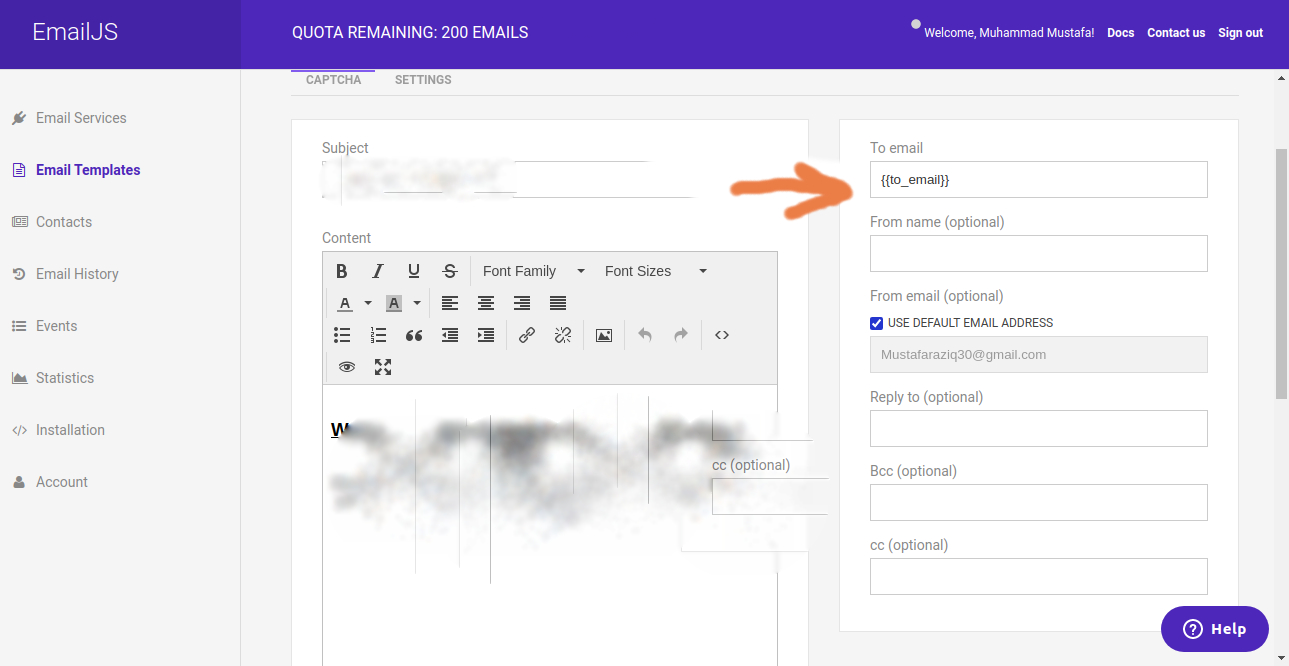 EmailJS
QUOTA REMAINING: 200 EMAILS
Welcome, Muhammad Mustafa! Docs Contact us Sign out
CAPTCHA SETTINGS
Email Services
Email Templates
Contacts
Email History
Events
Statistics
Installation
Account
Subject
Content
B I U S Font Family Font Sizes
A A
W
cc (optional)
To email
{{to_email}}
From name (optional)
From email (optional)
USE DEFAULT EMAIL ADDRESS
Mustafaraziq30@gmail.com
Reply to (optional)
Bcc (optional)
cc (optional)
Help